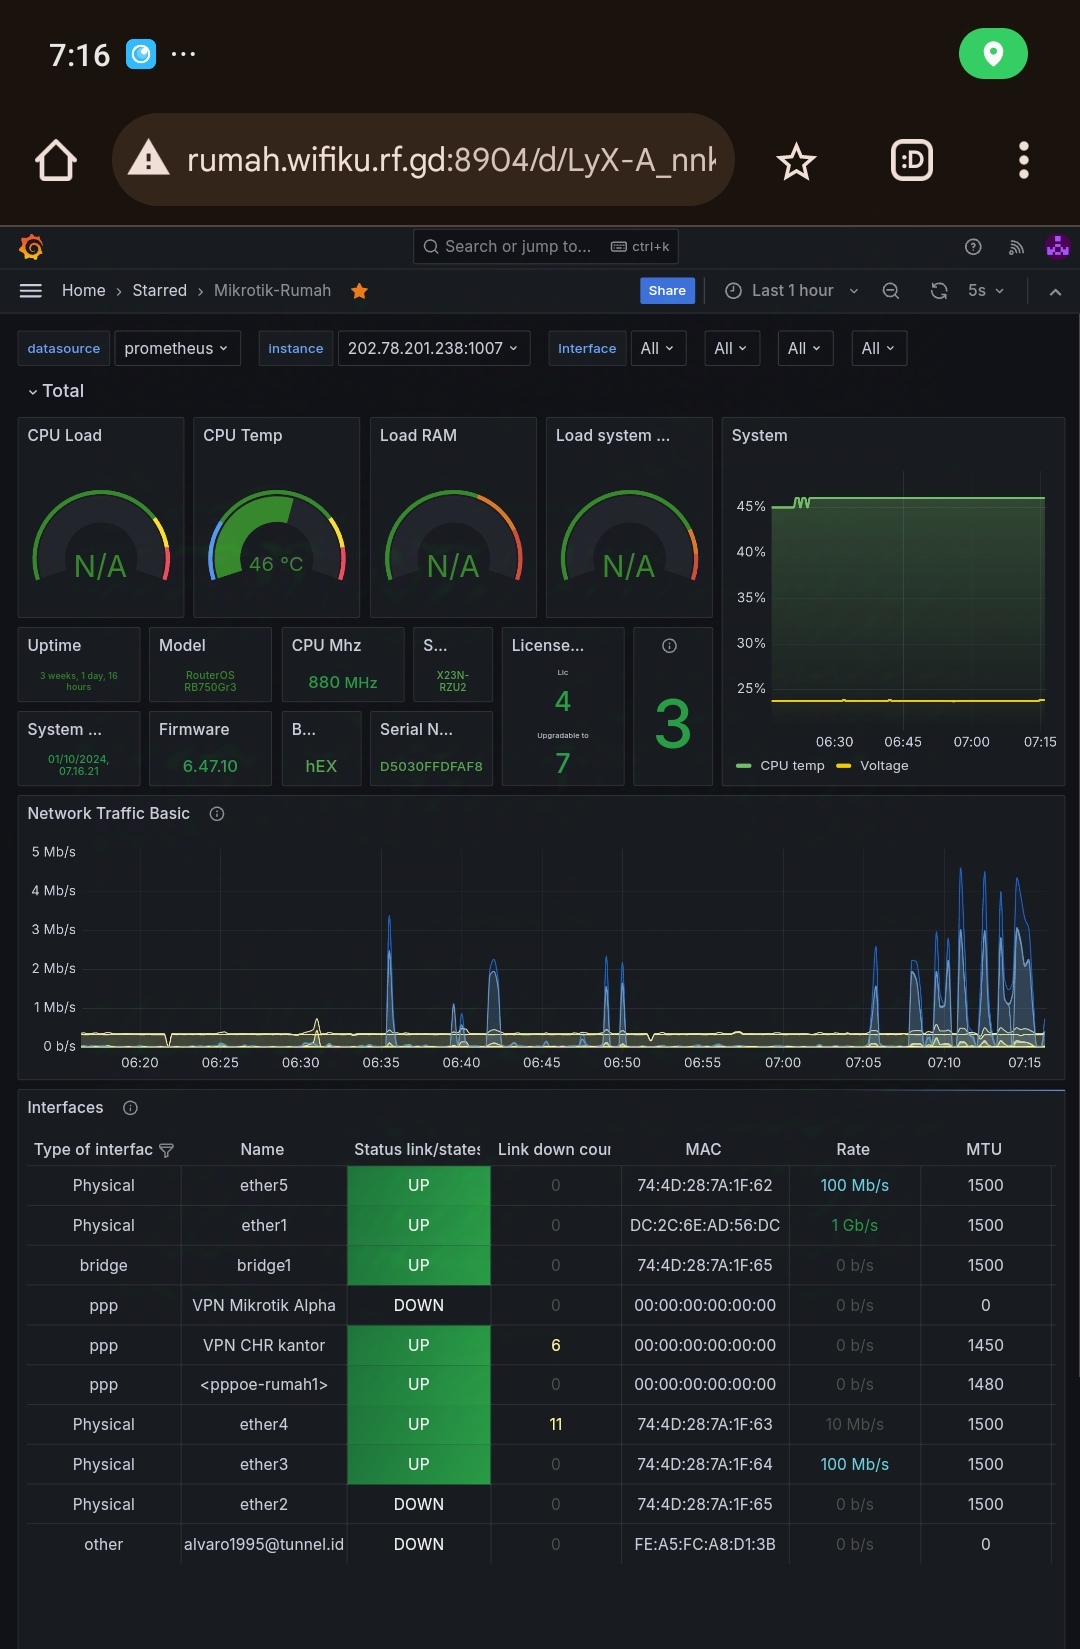 7:16
rumah.wifiku.rf.gd:8904/d/LyX-A_nnk
:D
Search or jump to... ctrl+k
Home › Starred › Mikrotik-Rumah
Share
Last 1 hour
5s
datasource prometheus
instance 202.78.201.238:1007
Interface All All All All
Total
CPU Load
N/A
CPU Temp
46 °C
Load RAM
N/A
Load system ...
N/A
System
45%
40%
35%
30%
25%
06:30 06:45 07:00 07:15
CPU temp Voltage
Uptime
3 weeks, 1 day, 16
hours
Model
RouterOS
RB750Gr3
CPU Mhz
880 MHz
S...
X23N-
RZU2
License...
Lic
4
Upgradable to
7
3
System ...
01/10/2024,
07.16.21
Firmware
6.47.10
B...
hEX
Serial N...
D5030FFDFAF8
Network Traffic Basic
5 Mb/s
4 Mb/s
3 Mb/s
2 Mb/s
1 Mb/s
0 b/s
06:20 06:25 06:30 06:35 06:40 06:45 06:50 06:55 07:00 07:05 07:10 07:15
Interfaces
Type of interfac Name Status link/states Link down cour MAC Rate MTU
Physical ether5 UP 0 74:4D:28:7A:1F:62 100 Mb/s 1500
Physical ether1 UP 0 DC:2C:6E:AD:56:DC 1 Gb/s 1500
bridge bridge1 UP 0 74:4D:28:7A:1F:65 0 b/s 1500
ppp VPN Mikrotik Alpha DOWN 0 00:00:00:00:00:00 0 b/s 0
ppp VPN CHR kantor UP 6 00:00:00:00:00:00 0 b/s 1450
ppp <pppoe-rumah1> UP 0 00:00:00:00:00:00 0 b/s 1480
Physical ether4 UP 11 74:4D:28:7A:1F:63 10 Mb/s 1500
Physical ether3 UP 0 74:4D:28:7A:1F:64 100 Mb/s 1500
Physical ether2 DOWN 0 74:4D:28:7A:1F:65 0 b/s 1500
other alvaro1995@tunnel.id DOWN 0 FE:A5:FC:A8:D1:3B 0 b/s 0